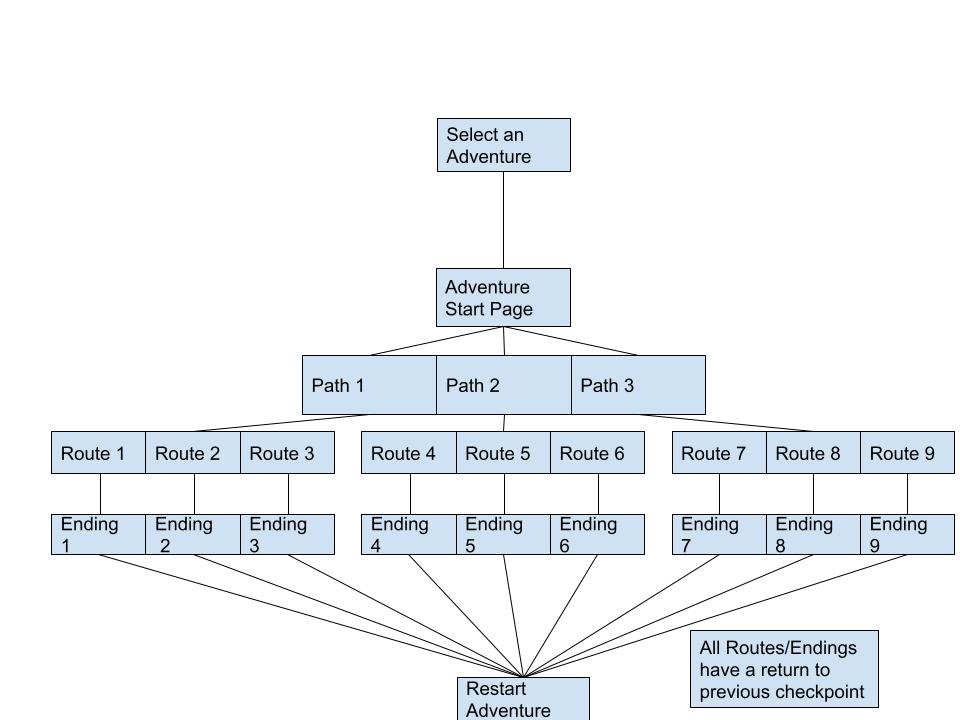 Select an
Adventure
Adventure
Start Page
Path 1
Path 2
Path 3
Route 1
Route 2
Route 3
Route 4
Route 5
Route 6
Route 7
Route 8
Route 9
Ending
1
Ending
2
Ending
3
Ending
4
Ending
5
Ending
6
Ending
7
Ending
8
Ending
9
All Routes/Endings
have a return to
previous checkpoint
Restart
Adventure